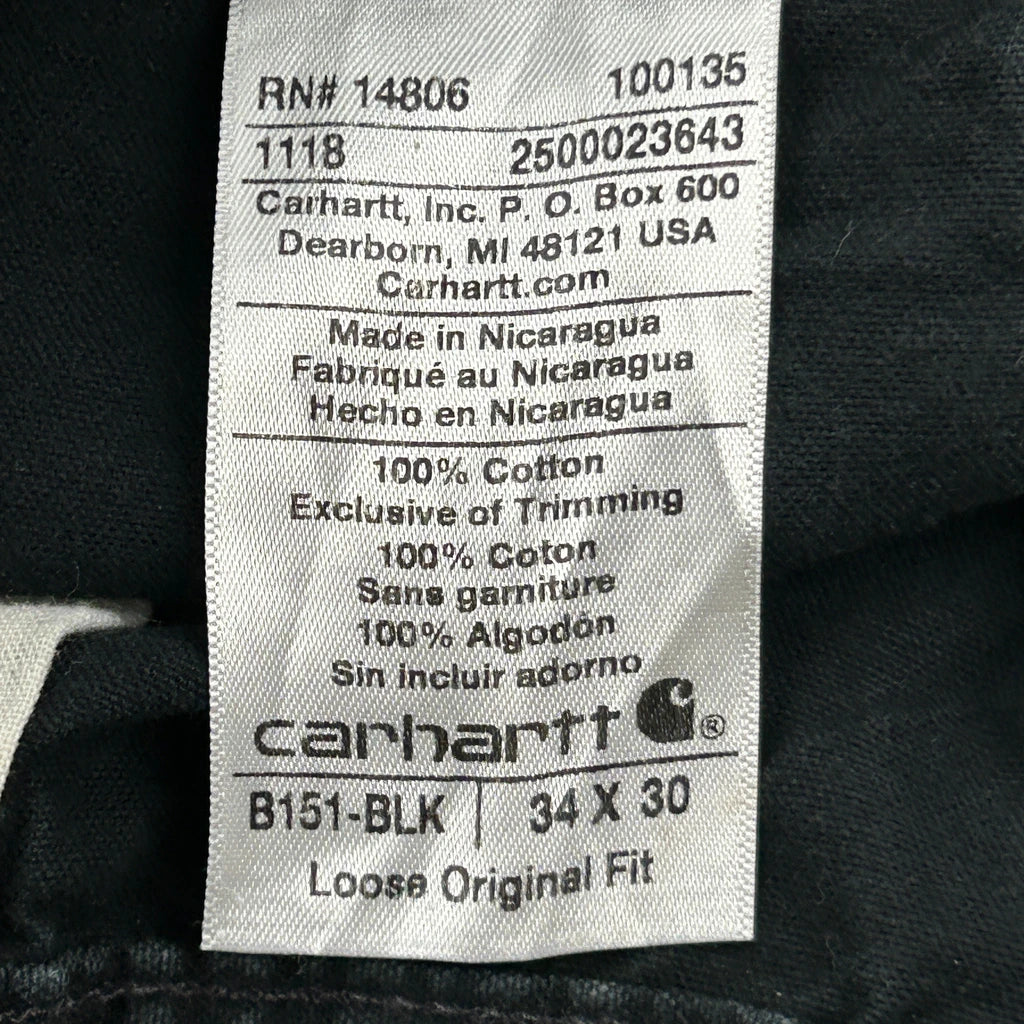 RN# 14806 100135
1118 2500023643
Carhartt, Inc. P. O. Box 600
Dearborn, MI 48121 USA
Carhartt.com
Made in Nicaragua
Fabriqué au Nicaragua
Hecho en Nicaragua
100% Cotton
Exclusive of Trimming
100% Coton
Sans garniture
100% Algodón
Sin incluir adorno
carhartt ®
B151-BLK | 34 X 30
Loose Original Fit